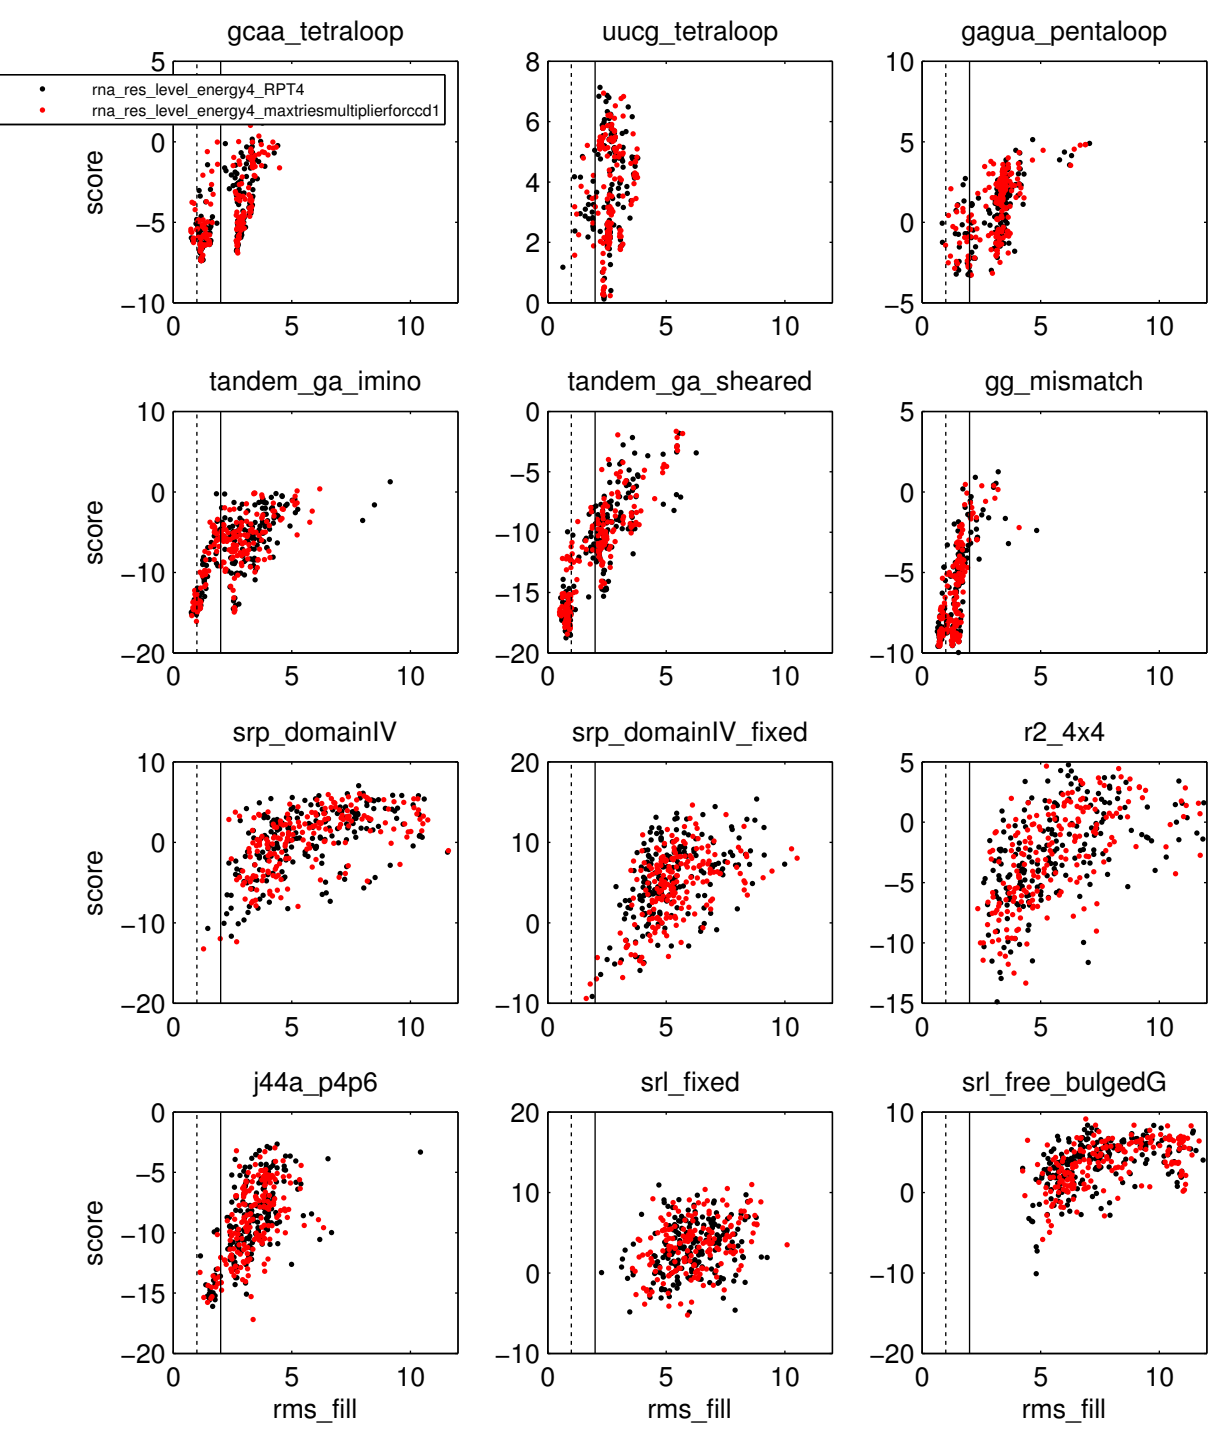 gcaa_tetraloop uucg_tetraloop gagua_pentaloop
5 8 10
rna_res_level_energy4_RPT4
rna_res_level_energy4_maxtriesmultiplierforccd1
6 5
0
score 4 0
−5 2
−10 0 −5
0 5 10 0 5 10 0 5 10
tandem_ga_imino tandem_ga_sheared gg_mismatch
10 0 5
0 −5 0
score −10
−10 −15 −5
−20 −20 −10
0 5 10 0 5 10 0 5 10
srp_domainIV srp_domainIV_fixed r2_4x4
10 20 5
0 10 0
score −5
−10 0 −10
−20 −10 −15
0 5 10 0 5 10 0 5 10
j44a_p4p6 srl_fixed srl_free_bulgedG
0 20 10
−5 10 0
score −10
−15 0 −10
−20 −10 −20
0 5 10 0 5 10 0 5 10
rms_fill rms_fill rms_fill